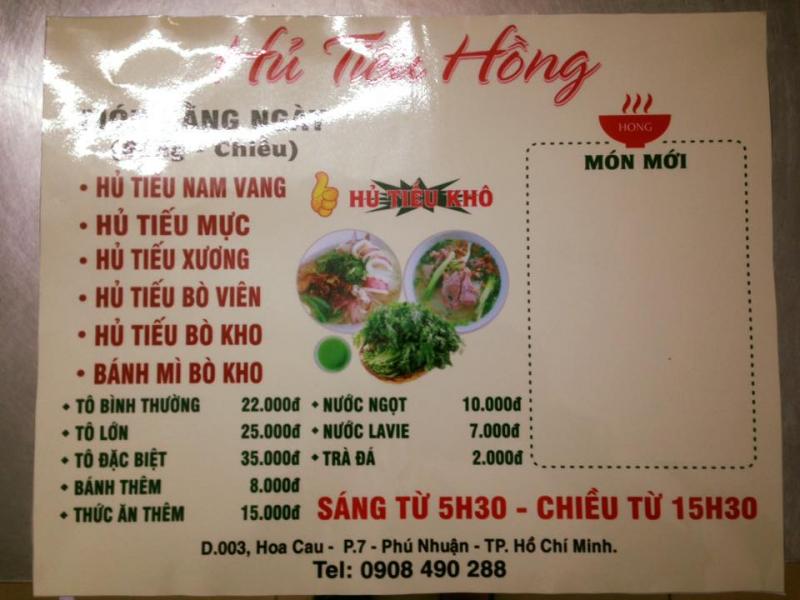 Hủ Tiếu Hồng
HẰNG NGÀY
(Sáng - Chiều)
• HỦ TIẾU NAM VANG
• HỦ TIẾU MỰC
• HỦ TIẾU XƯƠNG
• HỦ TIẾU BÒ VIÊN
• HỦ TIẾU BÒ KHO
• BÁNH MÌ BÒ KHO
HỦ TIẾU KHÔ
HONG
MÓN MỚI
TÔ BÌNH THƯỜNG 22.000đ
TÔ LỚN 25.000đ
TÔ ĐẶC BIỆT 35.000đ
BÁNH THÊM 8.000đ
THỨC ĂN THÊM 15.000đ
NƯỚC NGỌT 10.000đ
NƯỚC LAVIE 7.000đ
TRÀ ĐÁ 2.000đ
SÁNG TỪ 5H30 - CHIỀU TỪ 15H30
D.003, Hoa Cau - P.7 - Phú Nhuận - TP. Hồ Chí Minh.
Tel: 0908 490 288